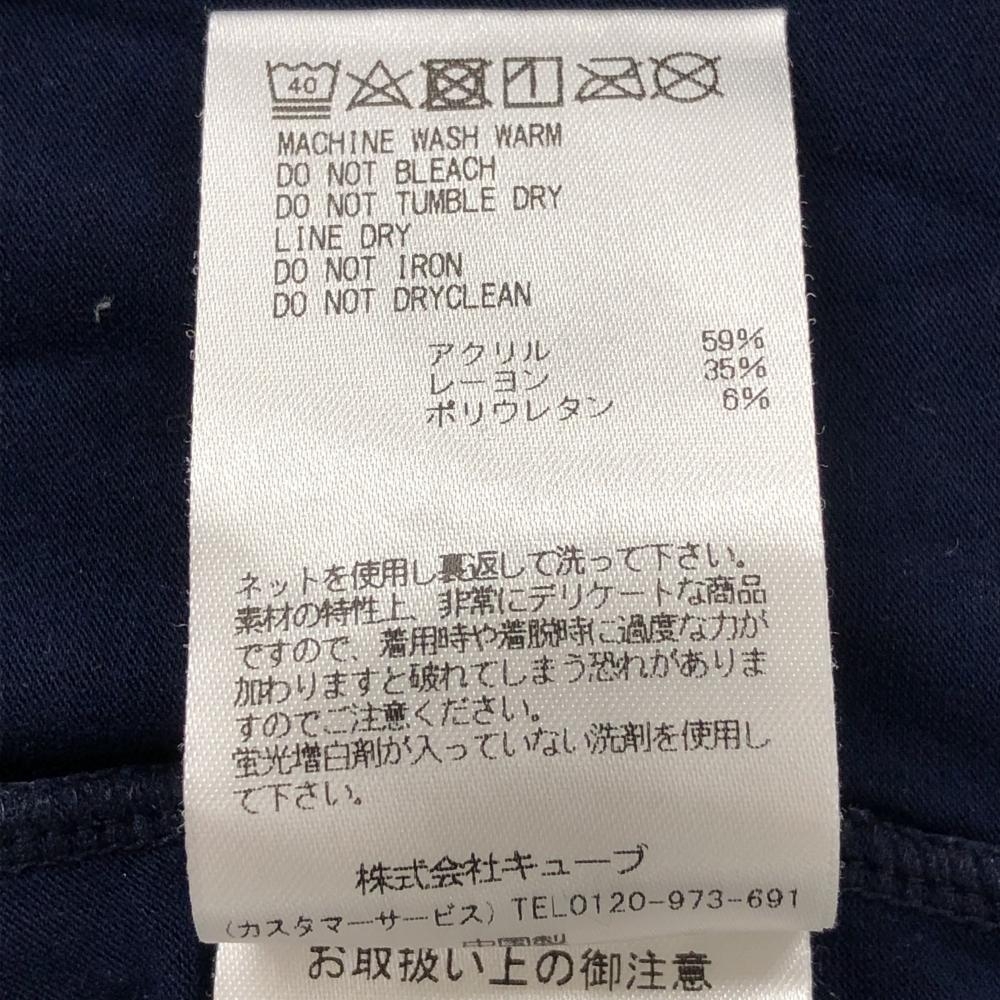 40
MACHINE WASH WARM
DO NOT BLEACH
DO NOT TUMBLE DRY
LINE DRY
DO NOT IRON
DO NOT DRYCLEAN
アクリル 59%
レーヨン 35%
ポリウレタン 6%
ネットを使用し裏返して洗って下さい。
素材の特性上、非常にデリケートな商品
ですので、着用時や着脱時に過度な力が
加わりますと破れてしまう恐れがありま
すのでご注意ください。
蛍光増白剤が入っていない洗剤を使用し
て下さい。
株式会社キューブ
(カスタマーサービス) TEL0120-973-691
お取扱い上の御注意